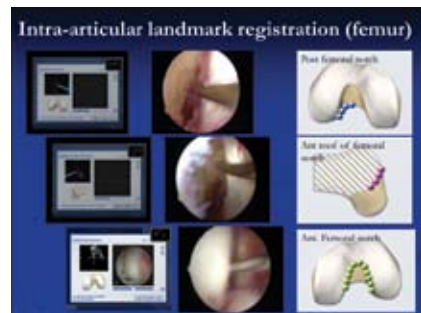 Intra-articular landmark registration (femur)
Post femoral notch
Ant roof of femoral
notch
Ant. Femoral notch